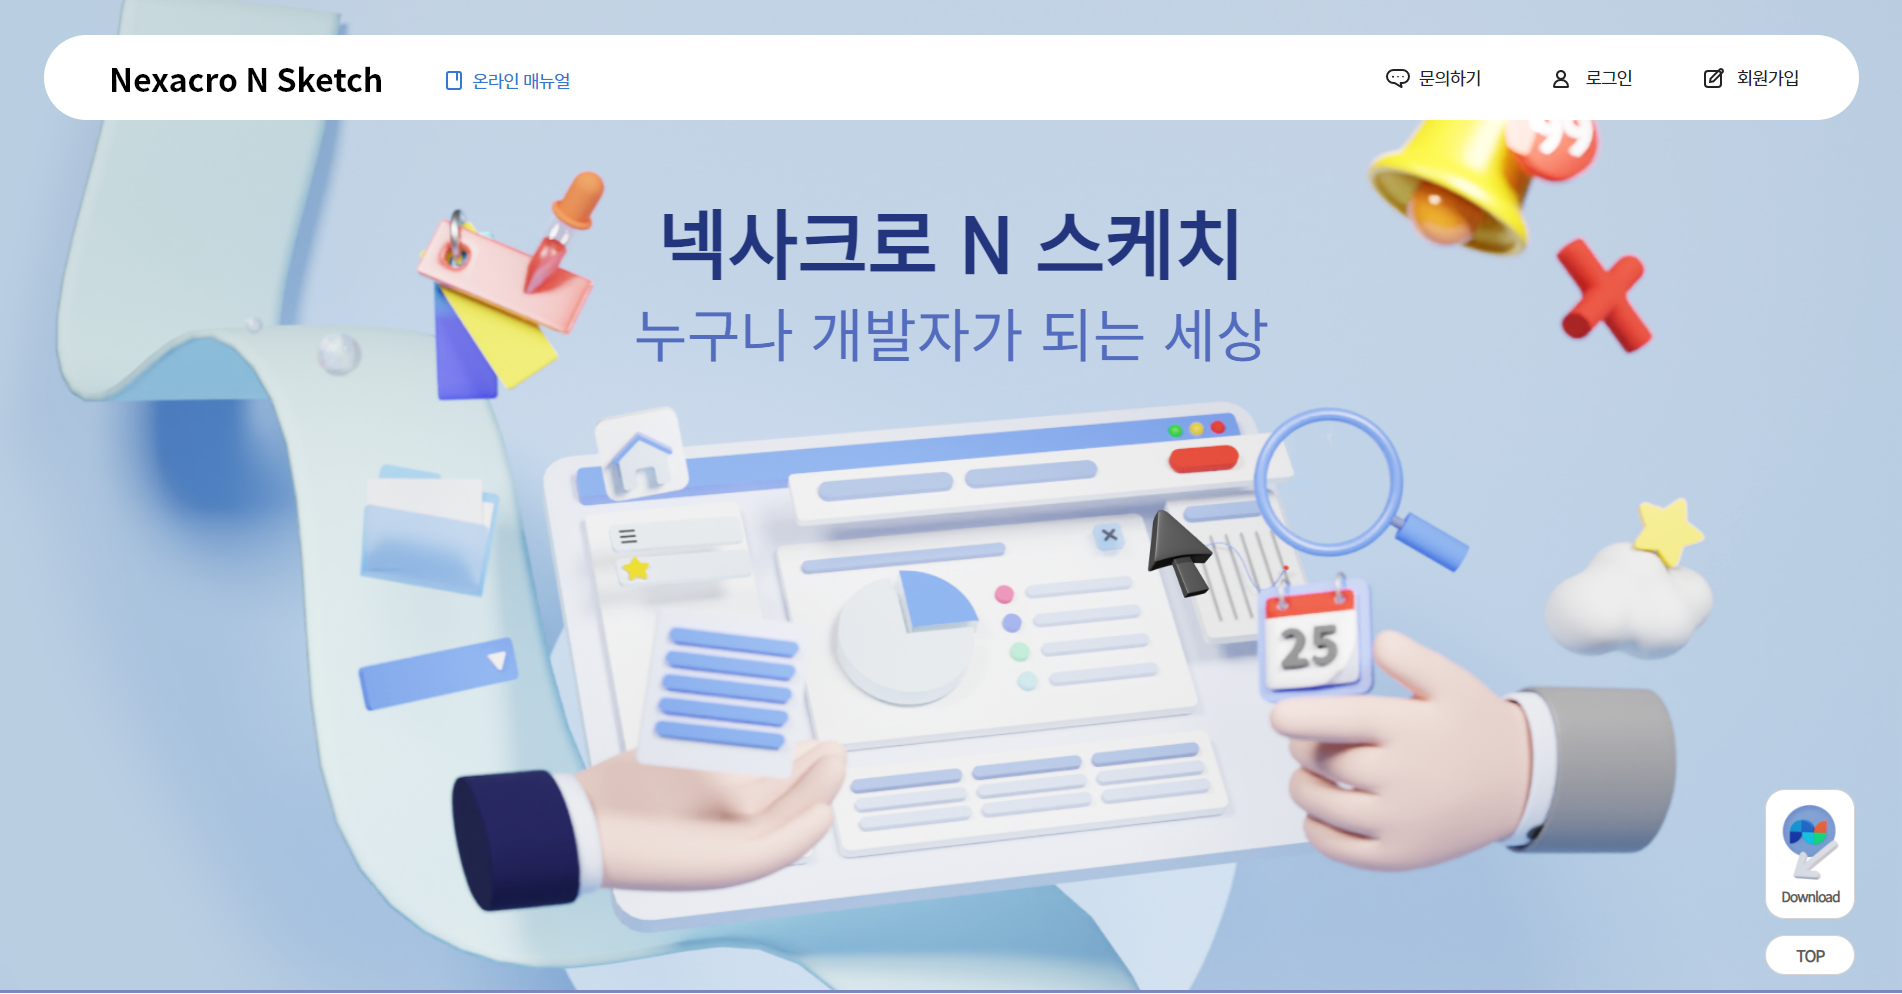 Nexacro N Sketch
온라인 매뉴얼
문의하기
로그인
회원가입
99
넥사크로 N 스케치
누구나 개발자가 되는 세상
25
Download
TOP